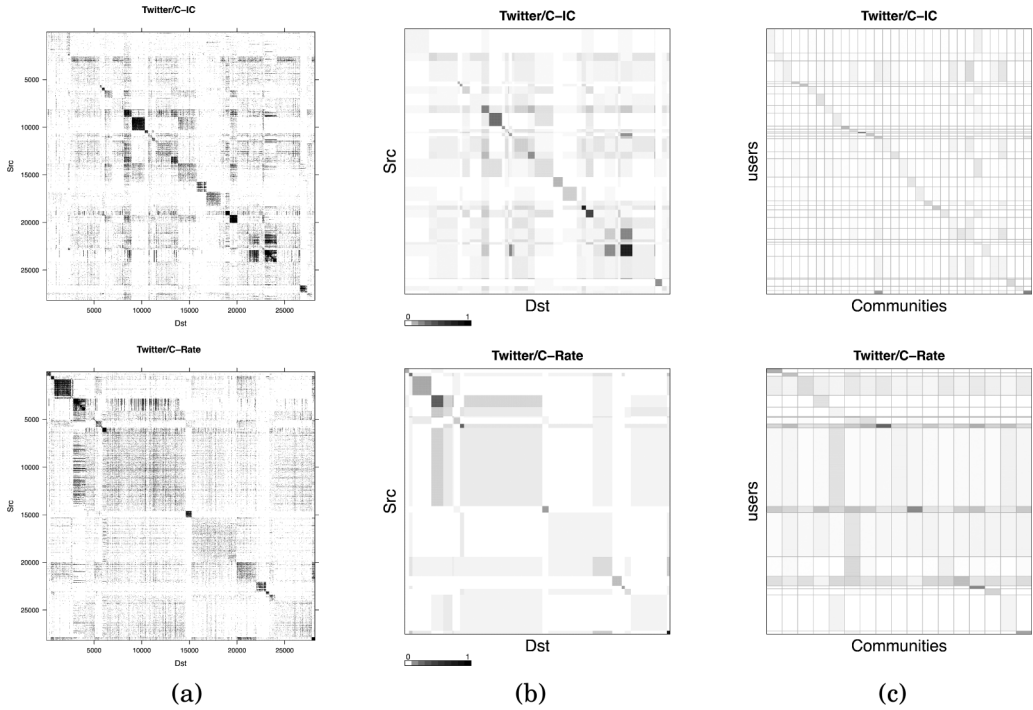 Twitter/C−IC
5000
10000
15000
20000
25000
Src
5000 10000 15000 20000 25000
Dst
Twitter/C−IC
Src
Dst
0 1
Twitter/C−IC
users
Communities
Twitter/C−Rate
5000
10000
15000
20000
25000
Src
5000 10000 15000 20000 25000
Dst
Twitter/C−Rate
Src
Dst
0 1
Twitter/C−Rate
users
Communities
(a) (b) (c)